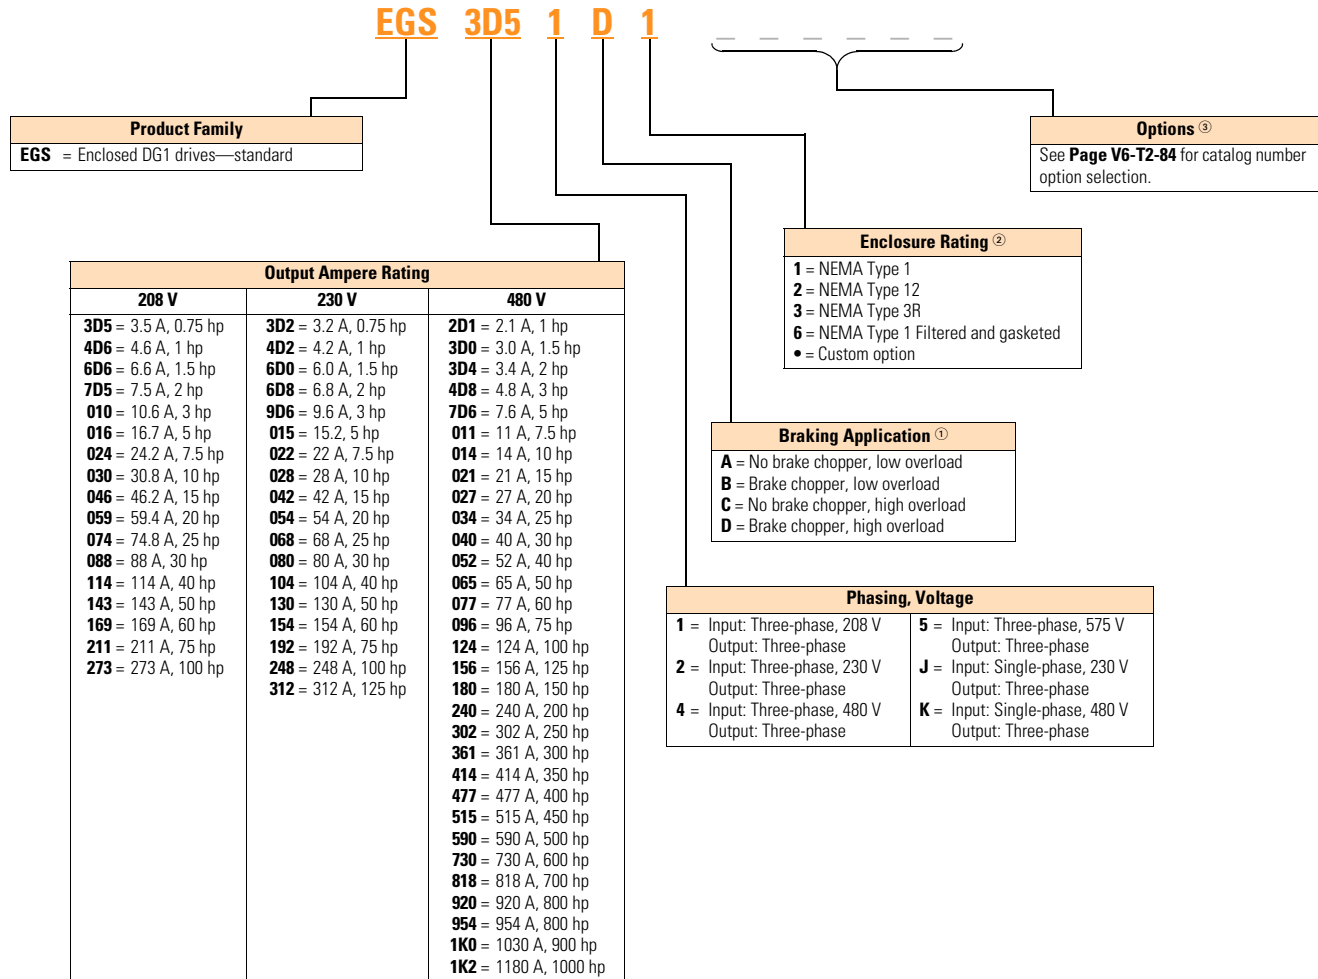 EGS 3D5 1 D 1 _ _ _ _ _
Product Family
EGS = Enclosed DG1 drives—standard
Options ③
See Page V6-T2-84 for catalog number
option selection.
Enclosure Rating ②
1 = NEMA Type 1
2 = NEMA Type 12
3 = NEMA Type 3R
6 = NEMA Type 1 Filtered and gasketed
• = Custom option
Output Ampere Rating
208 V
3D5 = 3.5 A, 0.75 hp
4D6 = 4.6 A, 1 hp
6D6 = 6.6 A, 1.5 hp
7D5 = 7.5 A, 2 hp
010 = 10.6 A, 3 hp
016 = 16.7 A, 5 hp
024 = 24.2 A, 7.5 hp
030 = 30.8 A, 10 hp
046 = 46.2 A, 15 hp
059 = 59.4 A, 20 hp
074 = 74.8 A, 25 hp
088 = 88 A, 30 hp
114 = 114 A, 40 hp
143 = 143 A, 50 hp
169 = 169 A, 60 hp
211 = 211 A, 75 hp
273 = 273 A, 100 hp
230 V
3D2 = 3.2 A, 0.75 hp
4D2 = 4.2 A, 1 hp
6D0 = 6.0 A, 1.5 hp
6D8 = 6.8 A, 2 hp
9D6 = 9.6 A, 3 hp
015 = 15.2, 5 hp
022 = 22 A, 7.5 hp
028 = 28 A, 10 hp
042 = 42 A, 15 hp
054 = 54 A, 20 hp
068 = 68 A, 25 hp
080 = 80 A, 30 hp
104 = 104 A, 40 hp
130 = 130 A, 50 hp
154 = 154 A, 60 hp
192 = 192 A, 75 hp
248 = 248 A, 100 hp
312 = 312 A, 125 hp
480 V
2D1 = 2.1 A, 1 hp
3D0 = 3.0 A, 1.5 hp
3D4 = 3.4 A, 2 hp
4D8 = 4.8 A, 3 hp
7D6 = 7.6 A, 5 hp
011 = 11 A, 7.5 hp
014 = 14 A, 10 hp
021 = 21 A, 15 hp
027 = 27 A, 20 hp
034 = 34 A, 25 hp
040 = 40 A, 30 hp
052 = 52 A, 40 hp
065 = 65 A, 50 hp
077 = 77 A, 60 hp
096 = 96 A, 75 hp
124 = 124 A, 100 hp
156 = 156 A, 125 hp
180 = 180 A, 150 hp
240 = 240 A, 200 hp
302 = 302 A, 250 hp
361 = 361 A, 300 hp
414 = 414 A, 350 hp
477 = 477 A, 400 hp
515 = 515 A, 450 hp
590 = 590 A, 500 hp
730 = 730 A, 600 hp
818 = 818 A, 700 hp
920 = 920 A, 800 hp
954 = 954 A, 800 hp
1K0 = 1030 A, 900 hp
1K2 = 1180 A, 1000 hp
Braking Application ①
A = No brake chopper, low overload
B = Brake chopper, low overload
C = No brake chopper, high overload
D = Brake chopper, high overload
Phasing, Voltage
1 = Input: Three-phase, 208 V
Output: Three-phase
2 = Input: Three-phase, 230 V
Output: Three-phase
4 = Input: Three-phase, 480 V
Output: Three-phase
5 = Input: Three-phase, 575 V
Output: Three-phase
J = Input: Single-phase, 230 V
Output: Three-phase
K = Input: Single-phase, 480 V
Output: Three-phase